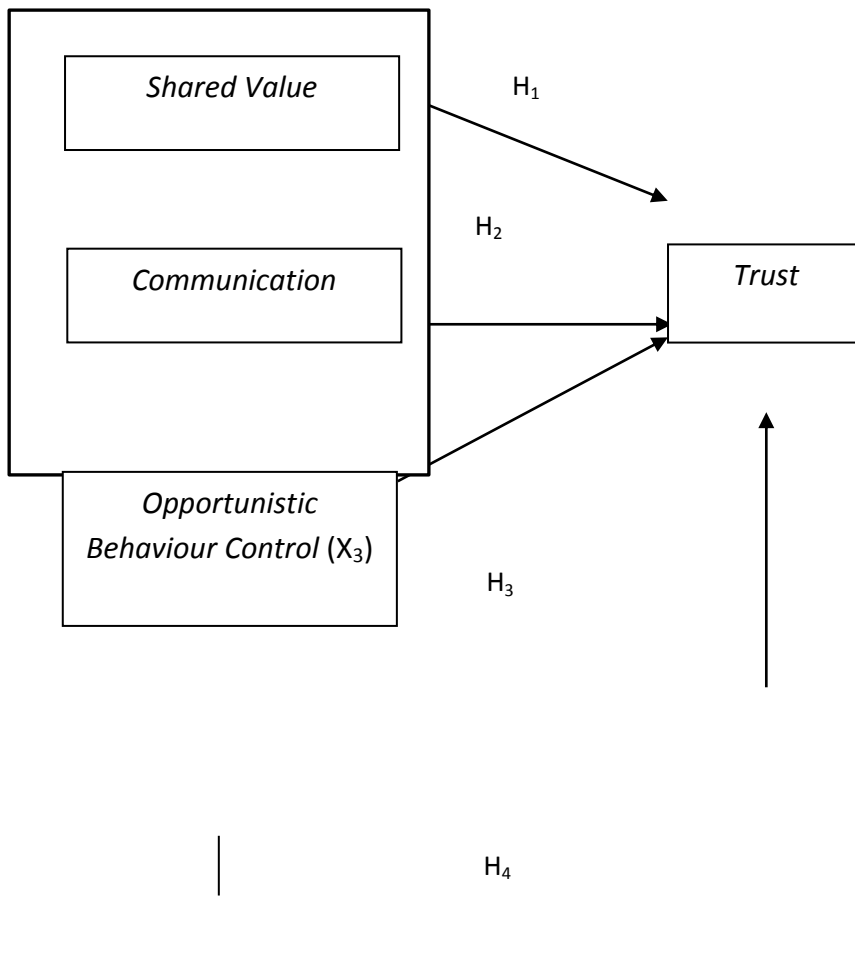 Shared Value
H₁
H₂
Communication
Trust
Opportunistic
Behaviour Control (X₃)
H₃
H₄